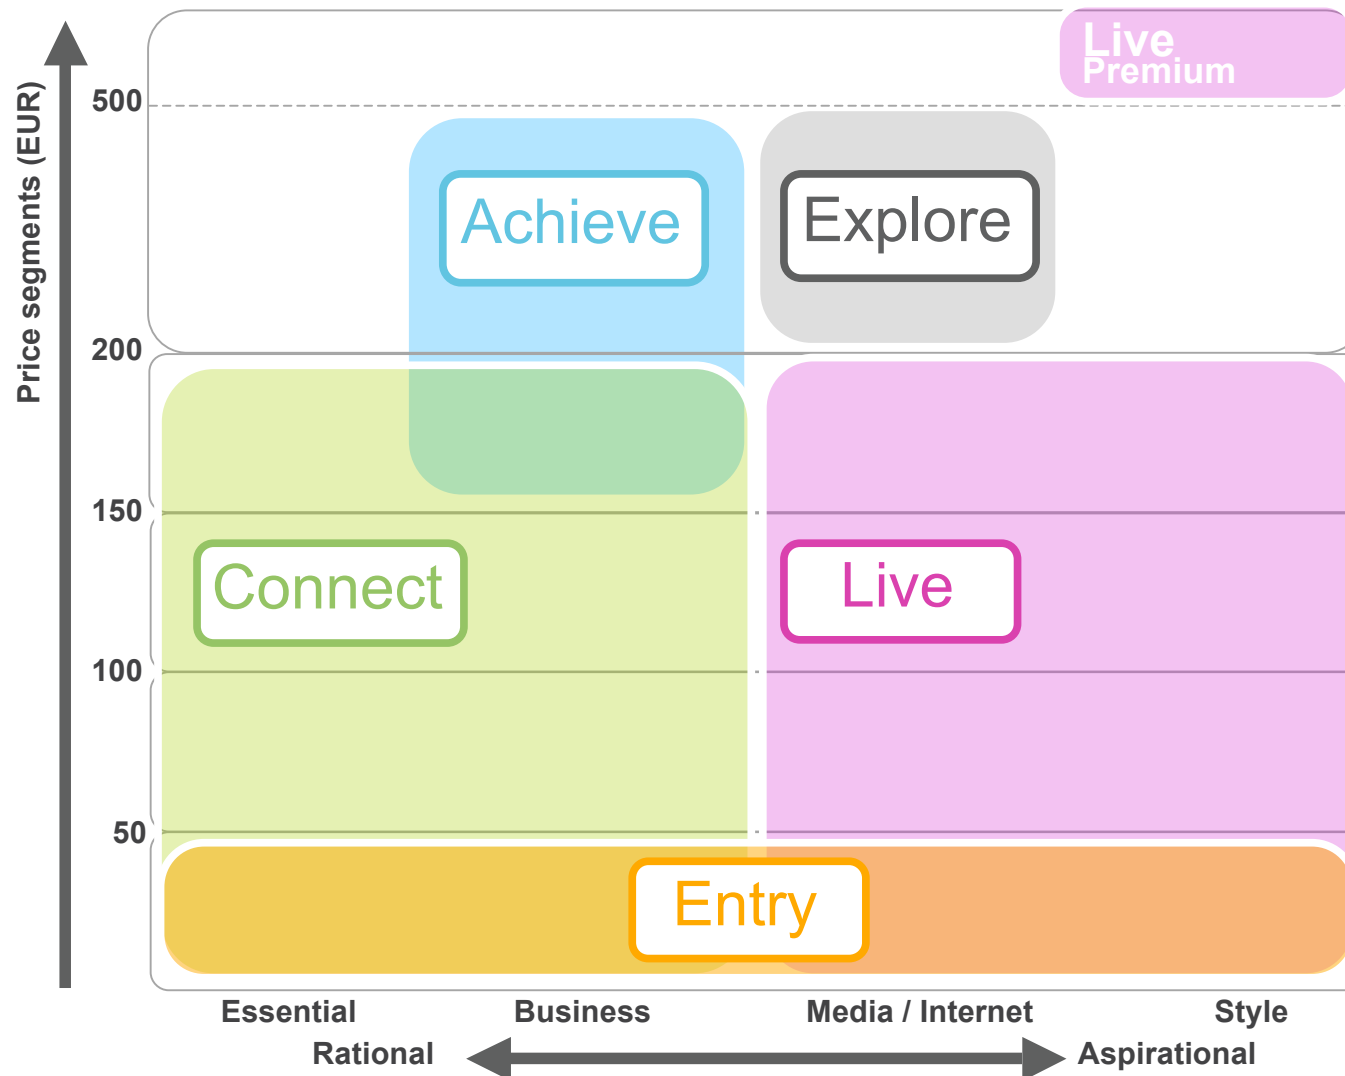 Price segments (EUR)
Live
Premium
500
Achieve
Explore
200
150
Connect
Live
100
50
Entry
Essential
Business
Media / Internet
Style
Rational
Aspirational